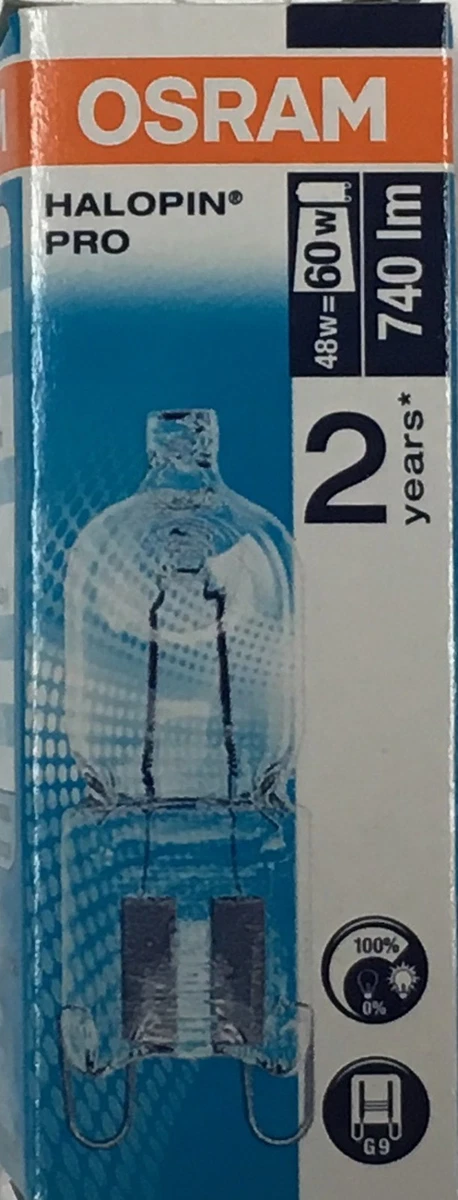 OSRAM
HALOPIN®
PRO
48w=60w
740 lm
2 years*
100%
0%
G9